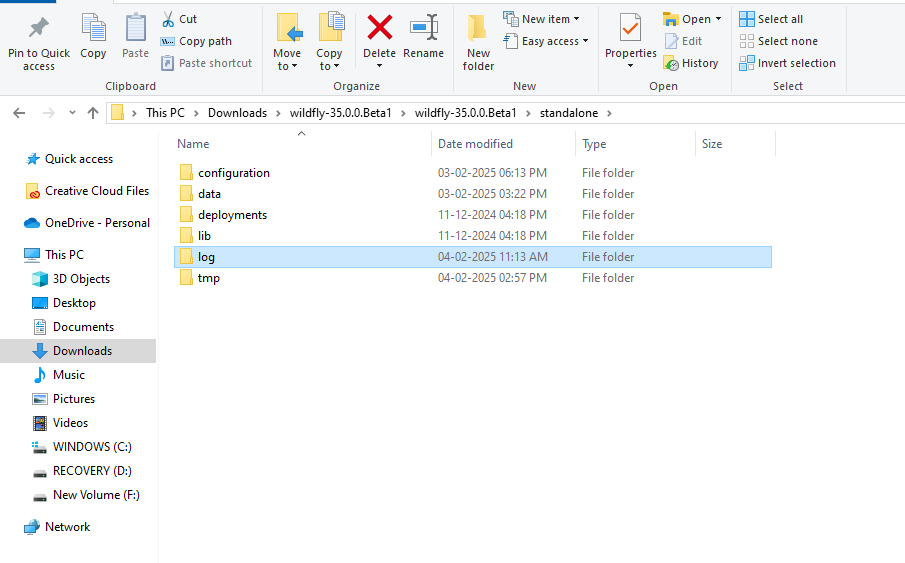 Pin to Quick access
Copy
Paste
Cut
Copy path
Paste shortcut
Clipboard
Move to
Copy to
Delete
Rename
Organize
New folder
New item
Easy access
New
Properties
Open
Edit
History
Open
Select all
Select none
Invert selection
Select
This PC > Downloads > wildfly-35.0.0.Beta1 > wildfly-35.0.0.Beta1 > standalone >
Quick access
Creative Cloud Files
OneDrive - Personal
This PC
3D Objects
Desktop
Documents
Downloads
Music
Pictures
Videos
WINDOWS (C:)
RECOVERY (D:)
New Volume (F:)
Network
Name Date modified Type Size
configuration 03-02-2025 06:13 PM File folder
data 03-02-2025 03:22 PM File folder
deployments 11-12-2024 04:18 PM File folder
lib 11-12-2024 04:18 PM File folder
log 04-02-2025 11:13 AM File folder
tmp 04-02-2025 02:57 PM File folder